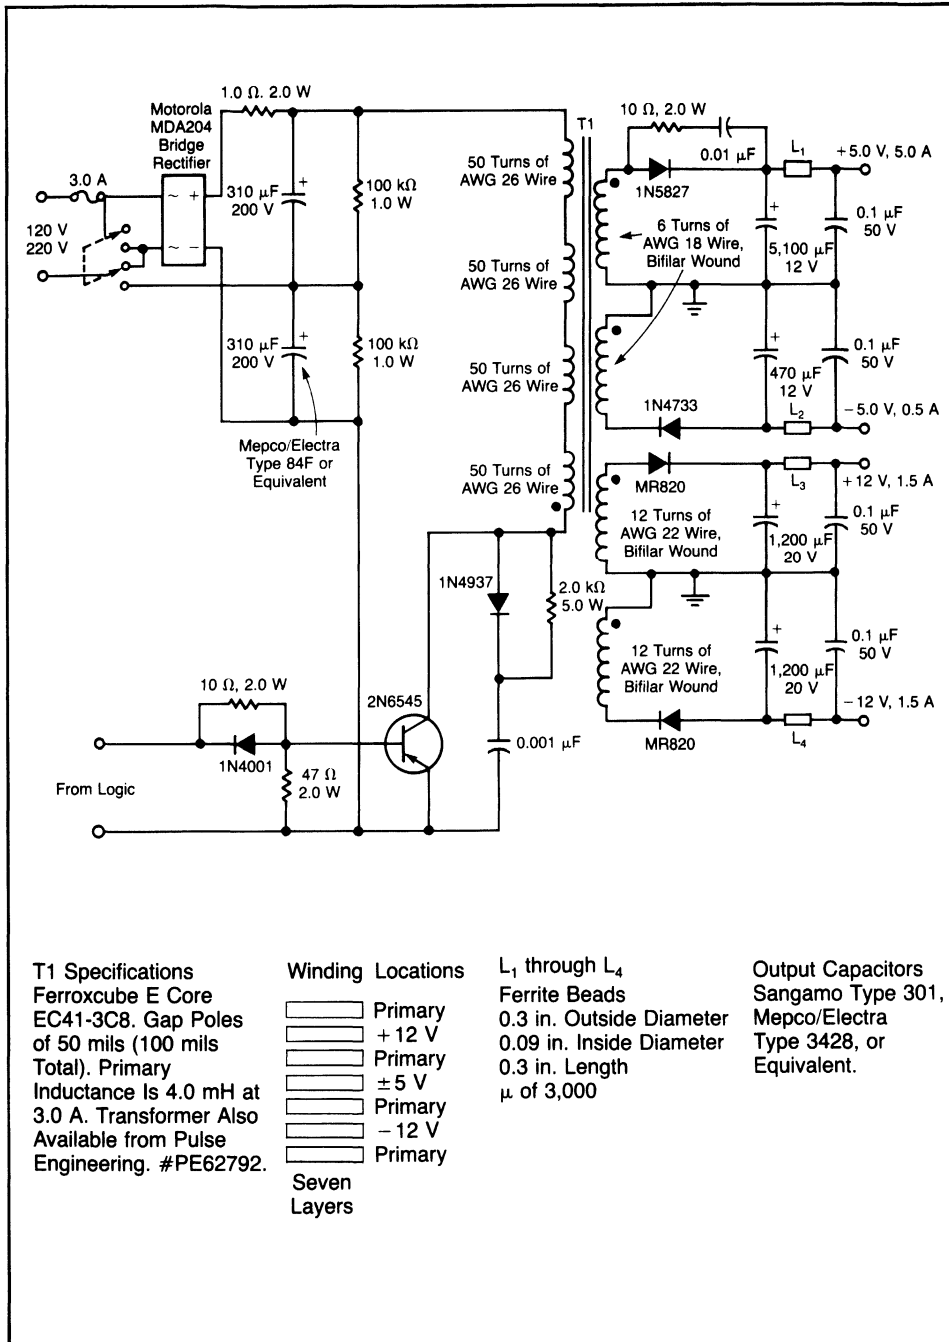 1.0 Ω. 2.0 W
Motorola
MDA204
Bridge
Rectifier
3.0 A
~ +
~ −
120 V
220 V
310 μF
200 V
+
100 kΩ
1.0 W
310 μF
200 V
+
100 kΩ
1.0 W
Mepco/Electra
Type 84F or
Equivalent
T1
50 Turns of
AWG 26 Wire
50 Turns of
AWG 26 Wire
50 Turns of
AWG 26 Wire
50 Turns of
AWG 26 Wire
10 Ω, 2.0 W
0.01 μF
1N5827
L1
+5.0 V, 5.0 A
6 Turns of
AWG 18 Wire,
Bifilar Wound
+
5,100 μF
12 V
0.1 μF
50 V
+
470 μF
12 V
0.1 μF
50 V
1N4733
L2
−5.0 V, 0.5 A
MR820
L3
+12 V, 1.5 A
12 Turns of
AWG 22 Wire,
Bifilar Wound
+
1,200 μF
20 V
0.1 μF
50 V
12 Turns of
AWG 22 Wire,
Bifilar Wound
+
1,200 μF
20 V
0.1 μF
50 V
MR820
L4
−12 V, 1.5 A
1N4937
2.0 kΩ
5.0 W
0.001 μF
10 Ω, 2.0 W
2N6545
1N4001
47 Ω
2.0 W
From Logic
T1 Specifications
Ferroxcube E Core
EC41-3C8. Gap Poles
of 50 mils (100 mils
Total). Primary
Inductance Is 4.0 mH at
3.0 A. Transformer Also
Available from Pulse
Engineering. #PE62792.
Winding Locations
Primary
+12 V
Primary
±5 V
Primary
−12 V
Primary
Seven
Layers
L1 through L4
Ferrite Beads
0.3 in. Outside Diameter
0.09 in. Inside Diameter
0.3 in. Length
μ of 3,000
Output Capacitors
Sangamo Type 301,
Mepco/Electra
Type 3428, or
Equivalent.